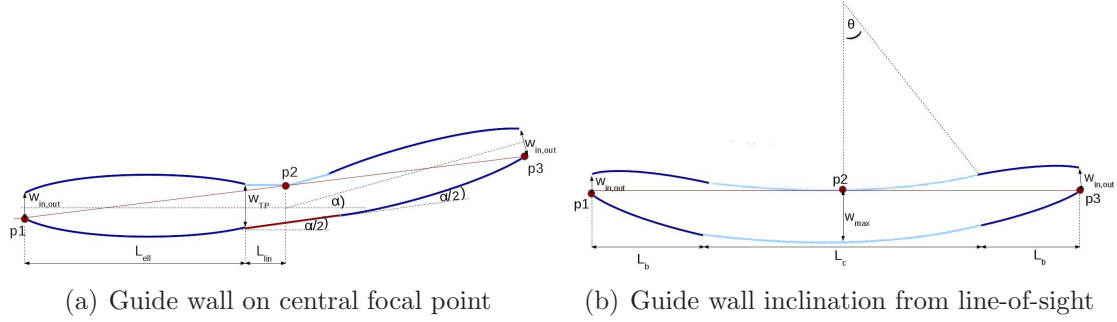 w_in,out
p1
L_ell
w_TP
L_lin
p2
α)
α/2)
α/2)
w_in,out
p3
(a) Guide wall on central focal point
θ
w_in,out
p1
p2
w_max
w_in,out
p3
L_b
L_c
L_b
(b) Guide wall inclination from line-of-sight